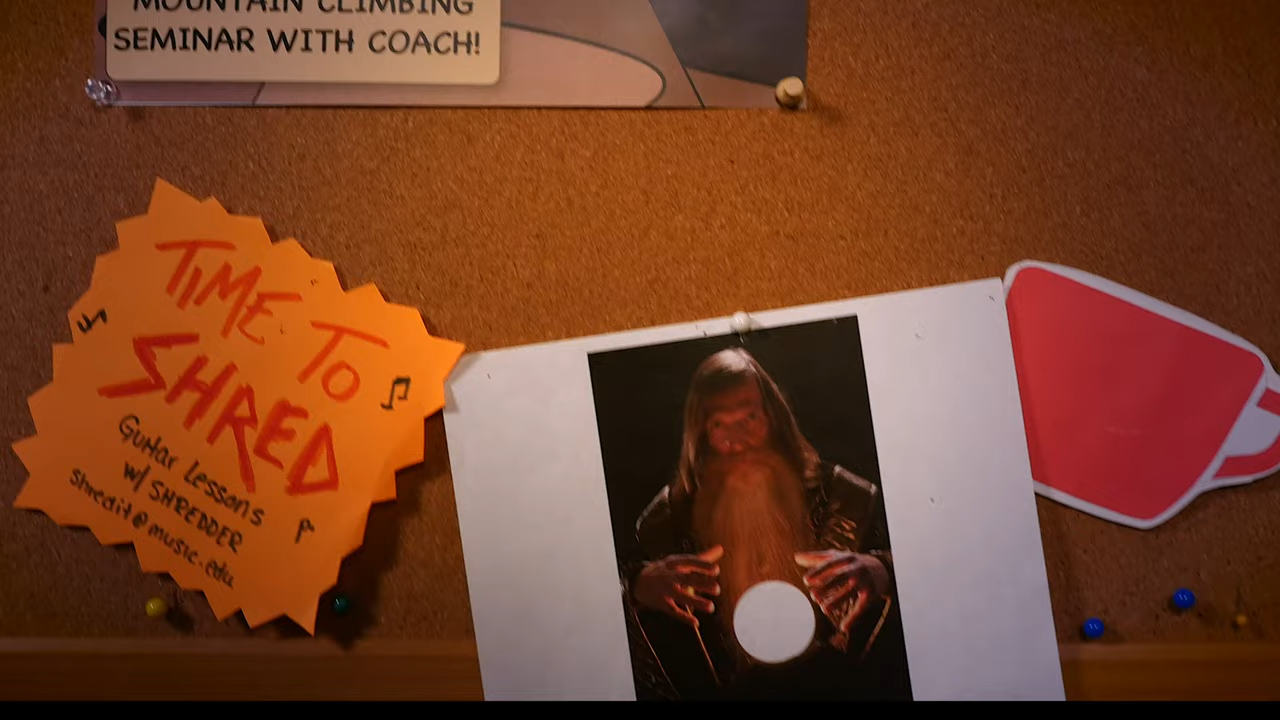 MOUNTAIN CLIMBING
SEMINAR WITH COACH!
TIME TO
SHRED
Guitar Lessons
w/ SHREDDER
shredit@music.edu